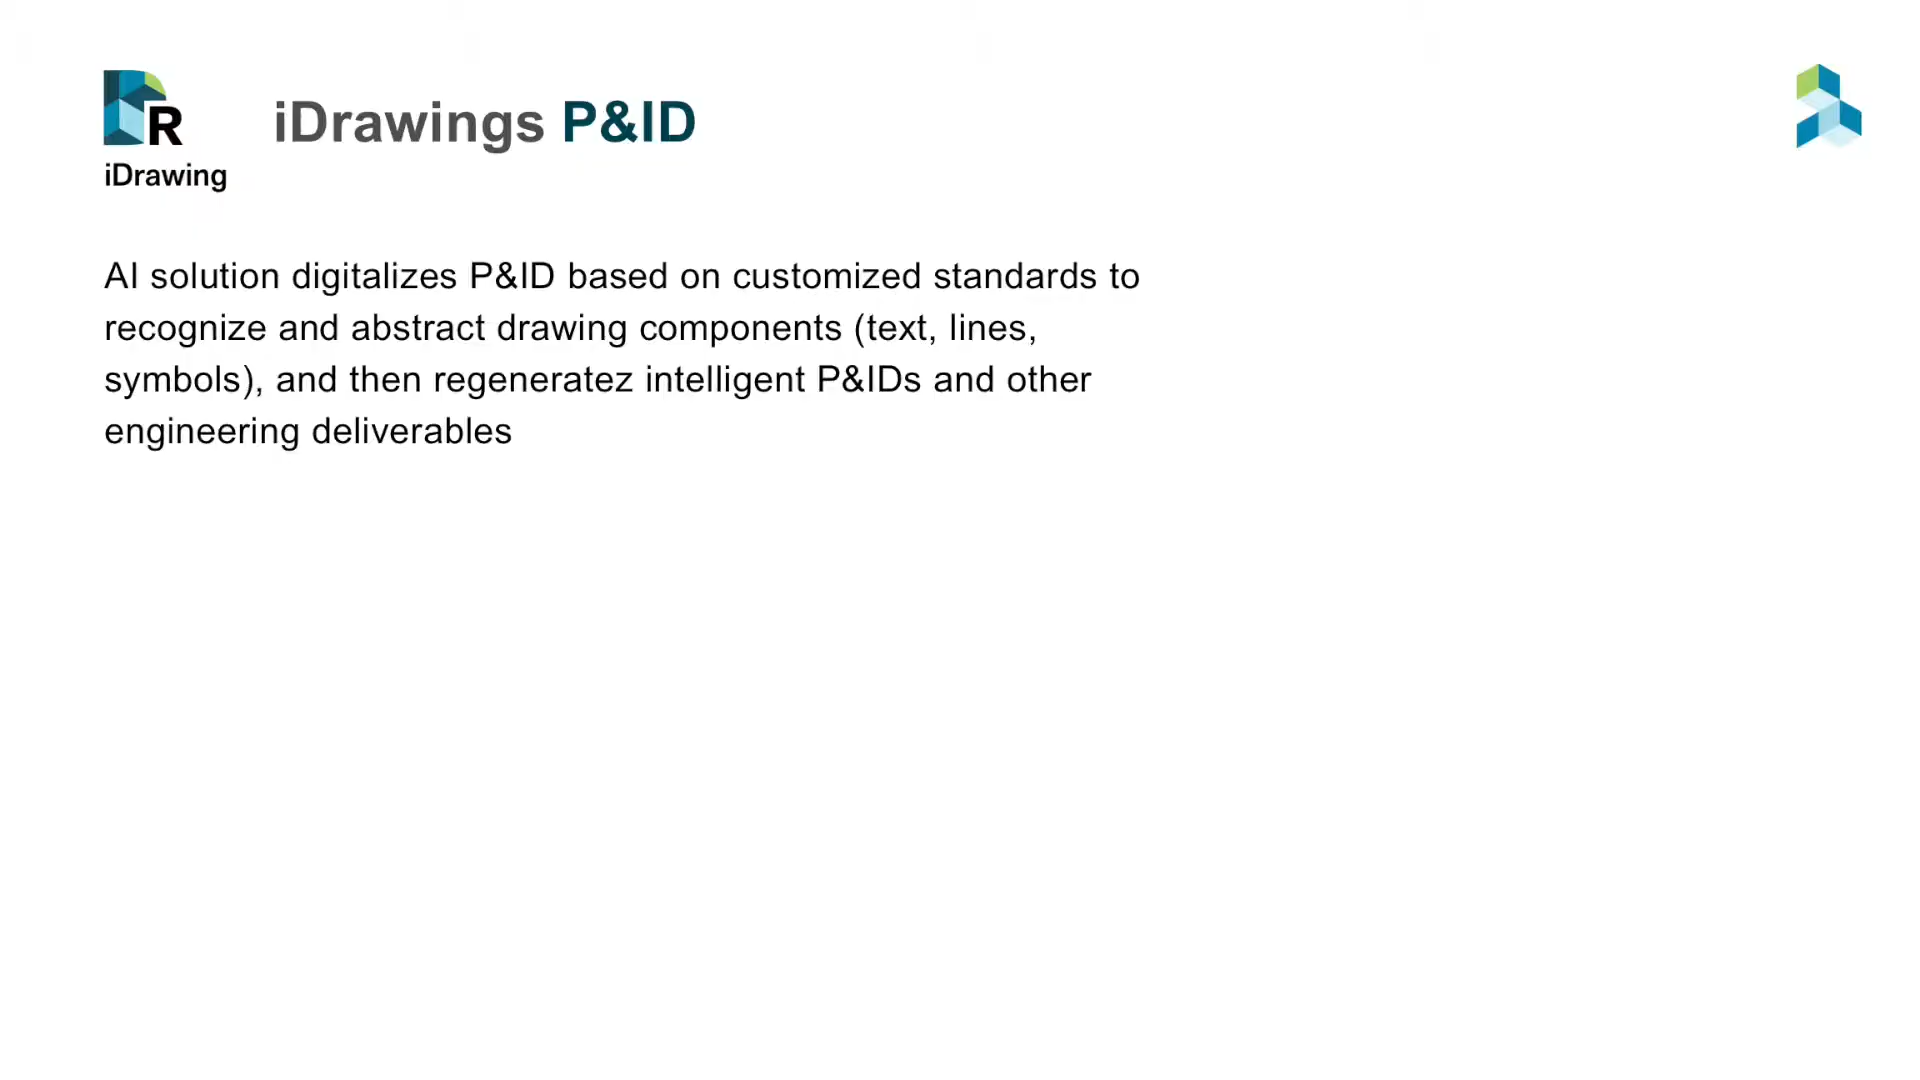 R
iDrawing
iDrawings P&ID
AI solution digitalizes P&ID based on customized standards to
recognize and abstract drawing components (text, lines,
symbols), and then regeneratez intelligent P&IDs and other
engineering deliverables